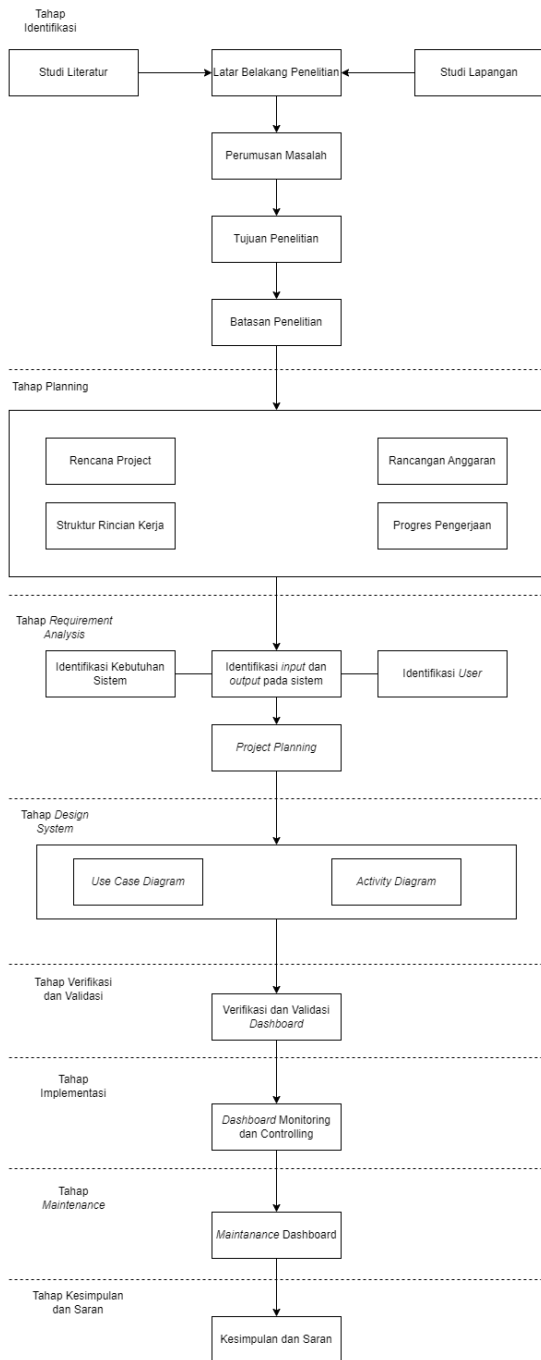 Tahap
Identifikasi
Studi Literatur
Latar Belakang Penelitian
Studi Lapangan
Perumusan Masalah
Tujuan Penelitian
Batasan Penelitian
Tahap Planning
Rencana Project
Rancangan Anggaran
Struktur Rincian Kerja
Progres Pengerjaan
Tahap Requirement
Analysis
Identifikasi Kebutuhan
Sistem
Identifikasi input dan
output pada sistem
Identifikasi User
Project Planning
Tahap Design
System
Use Case Diagram
Activity Diagram
Tahap Verifikasi
dan Validasi
Verifikasi dan Validasi
Dashboard
Tahap
Implementasi
Dashboard Monitoring
dan Controlling
Tahap
Maintenance
Maintanance Dashboard
Tahap Kesimpulan
dan Saran
Kesimpulan dan Saran